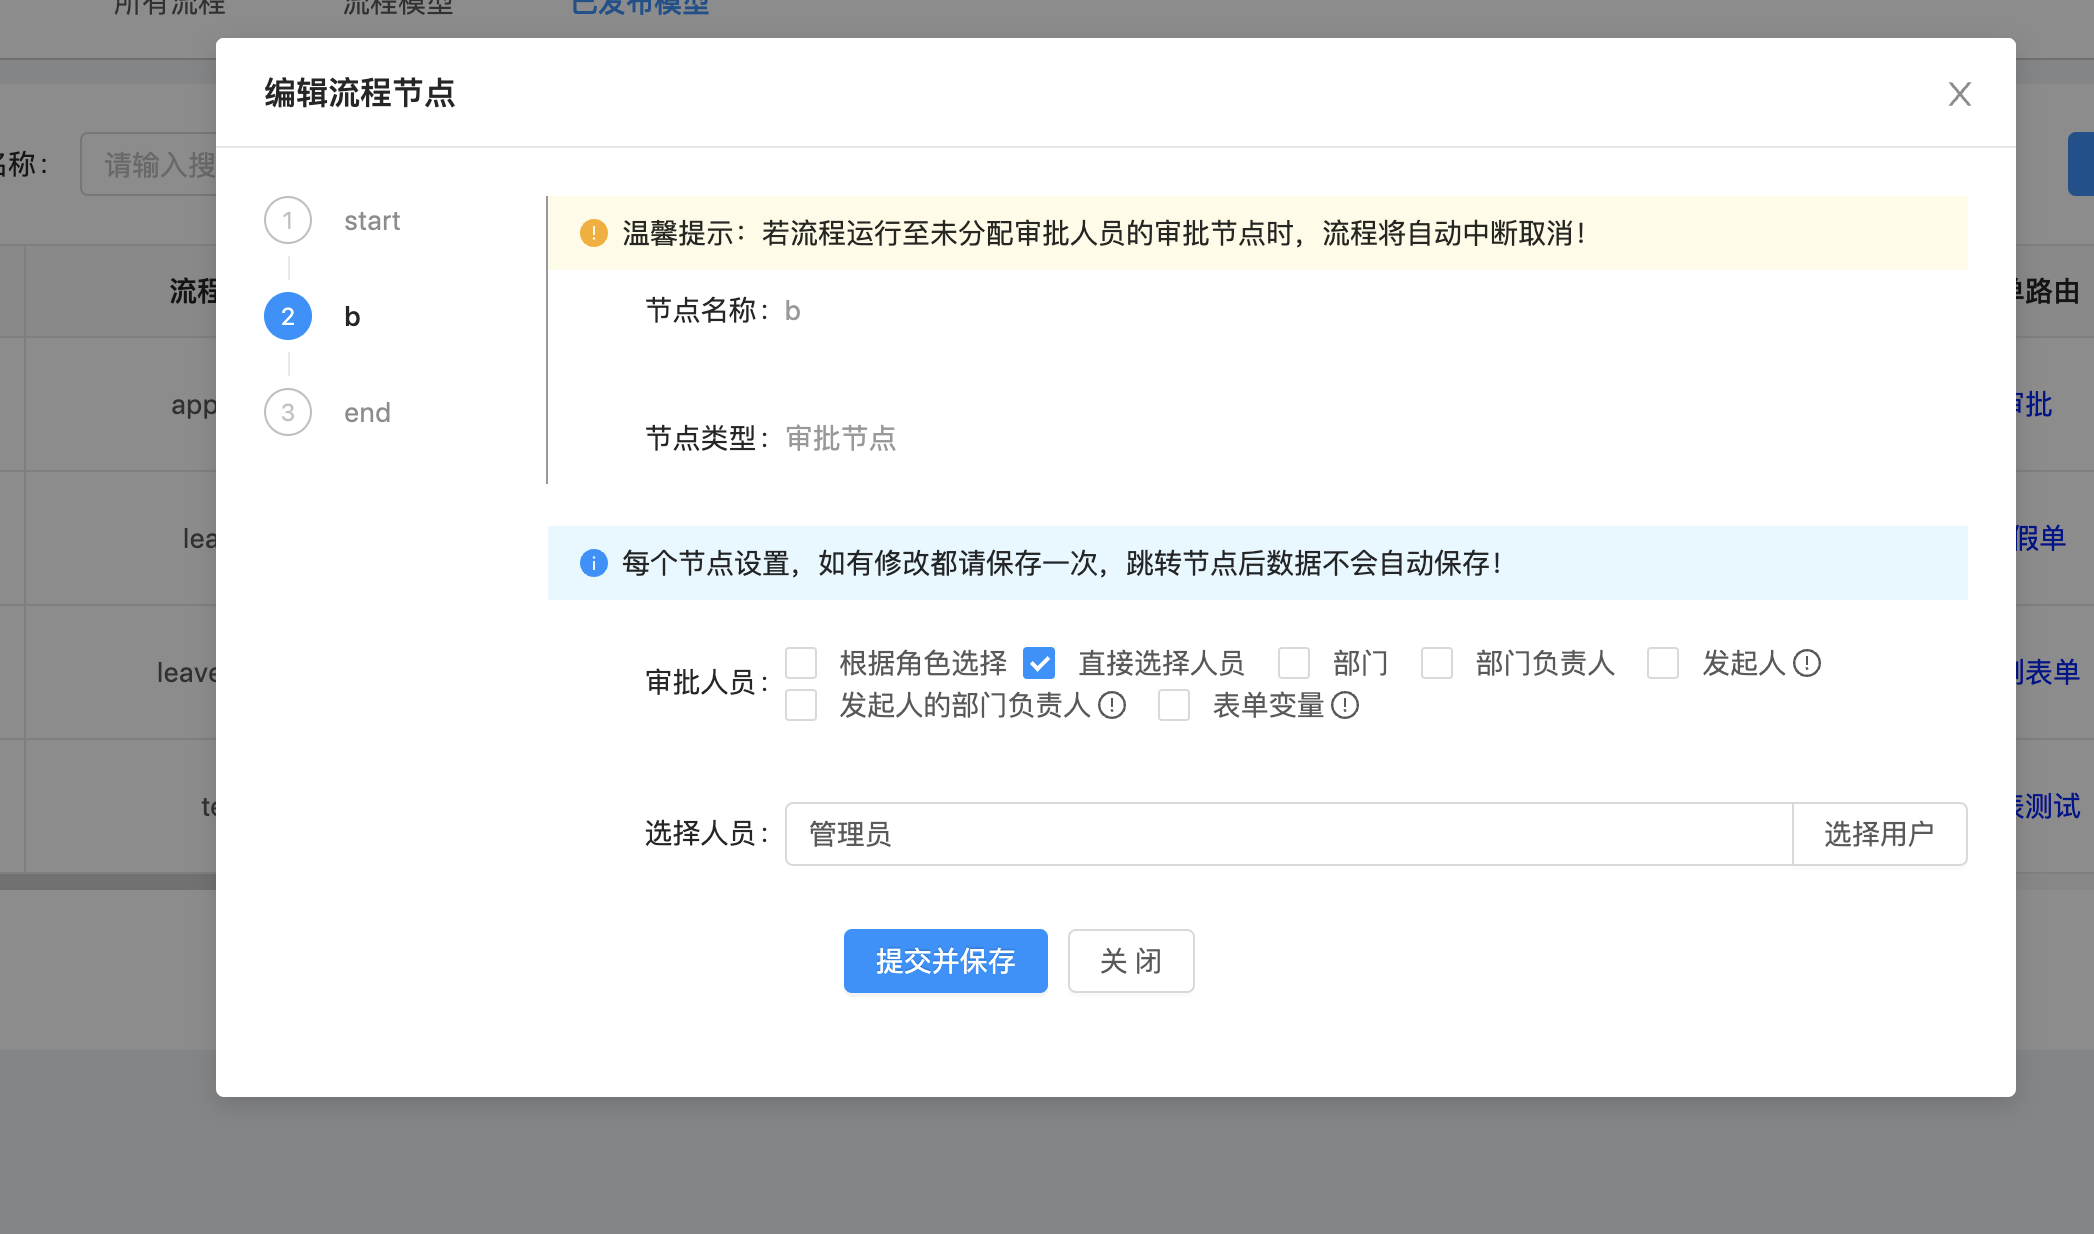 所有流程 流程模型 已发布模型
编辑流程节点
名称：
请输入搜
1 start
温馨提示：若流程运行至未分配审批人员的审批节点时，流程将自动中断取消！
流程
单路由
节点名称： b
2 b
app
审批
3 end
节点类型： 审批节点
lea
假单
每个节点设置，如有修改都请保存一次，跳转节点后数据不会自动保存！
审批人员： 根据角色选择 直接选择人员 部门 部门负责人 发起人
发起人的部门负责人 表单变量
leave
表单
te
测试
选择人员： 管理员 选择用户
提交并保存 关 闭